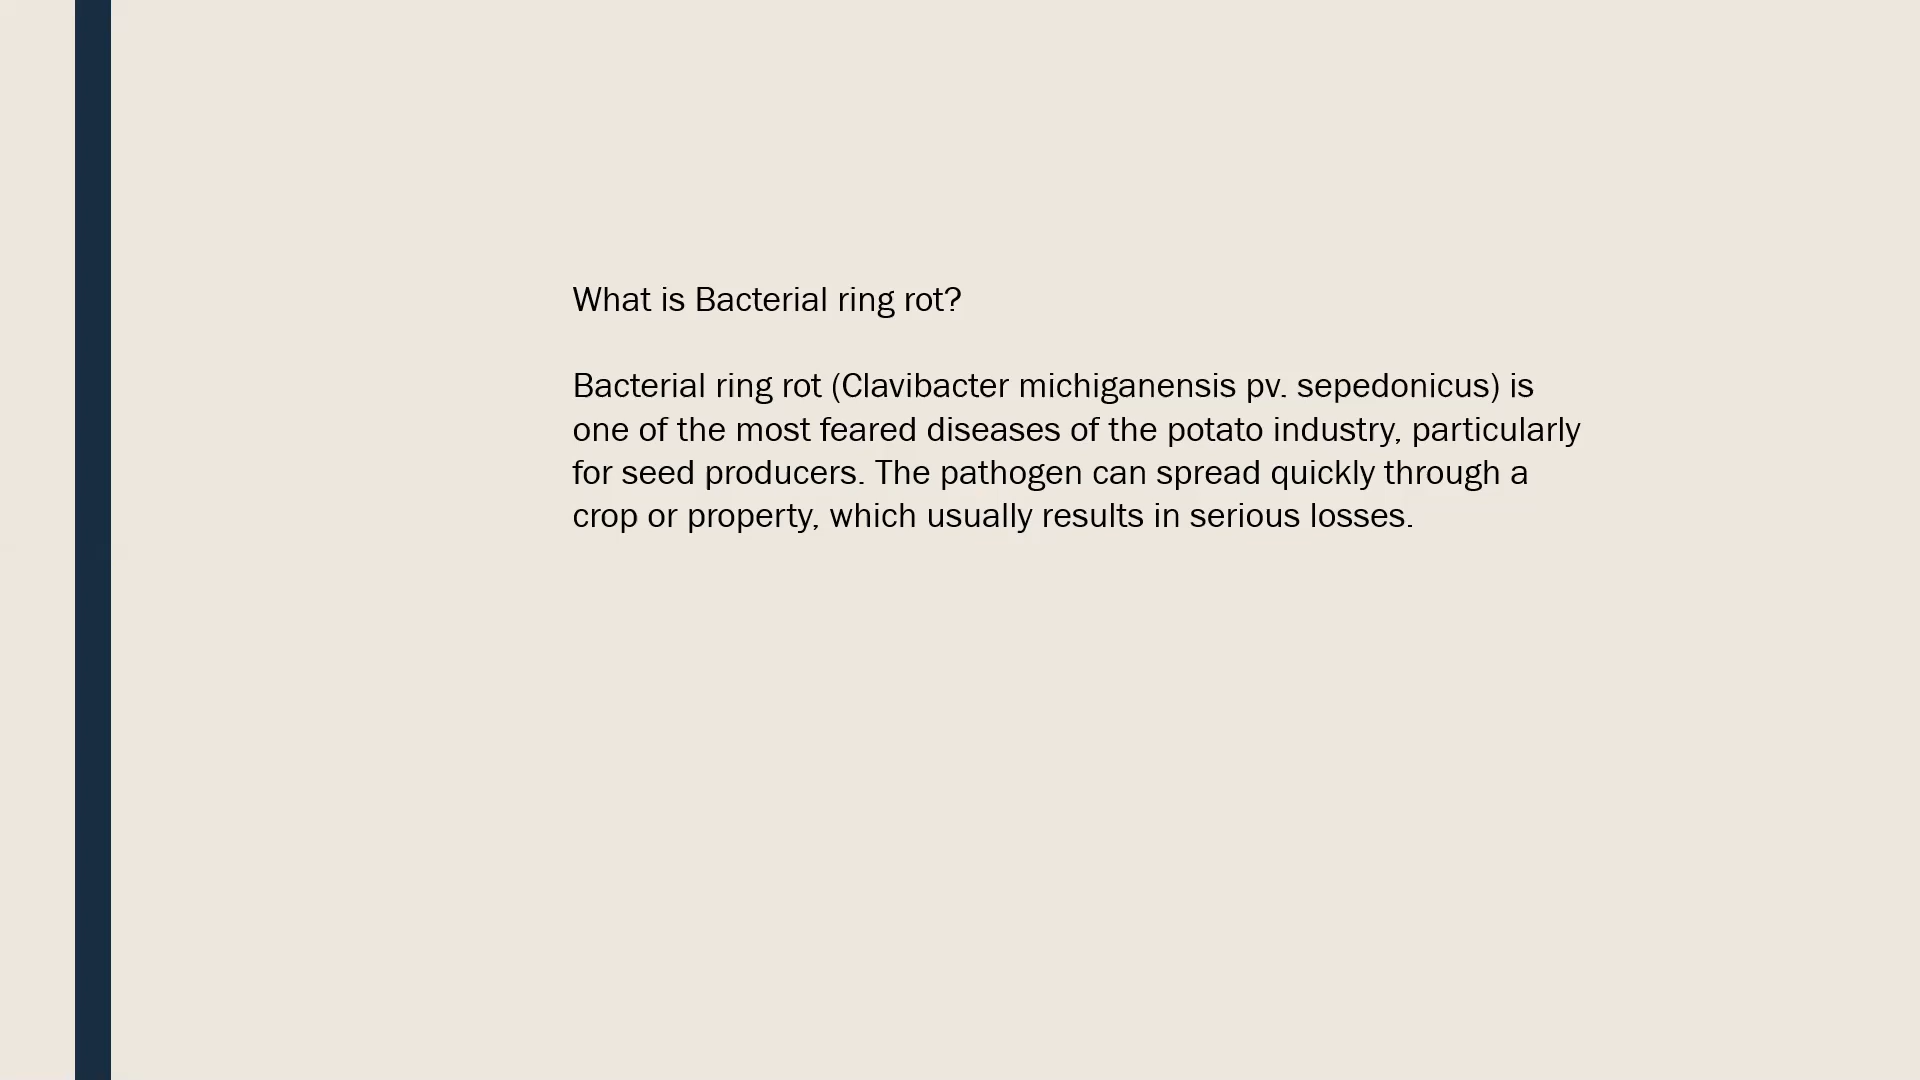 What is Bacterial ring rot?
Bacterial ring rot (Clavibacter michiganensis pv. sepedonicus) is
one of the most feared diseases of the potato industry, particularly
for seed producers. The pathogen can spread quickly through a
crop or property, which usually results in serious losses.